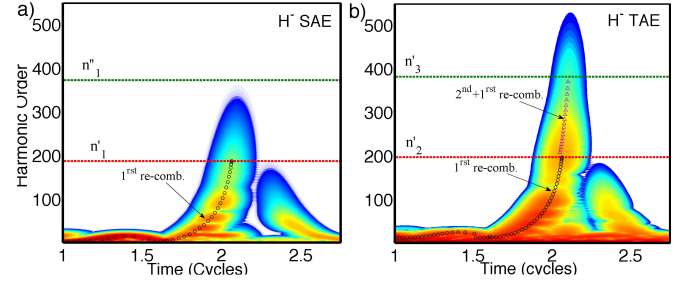 a)
H⁻ SAE
Harmonic Order
500
400
300
200
100
n"₁
n'₁
1ʳˢᵗ re-comb.
1
1.5
2
2.5
Time (Cycles)
b)
H⁻ TAE
500
400
300
200
100
n'₃
n'₂
2ⁿᵈ+1ʳˢᵗ re-comb.
1ʳˢᵗ re-comb.
1
1.5
2
2.5
Time (cycles)